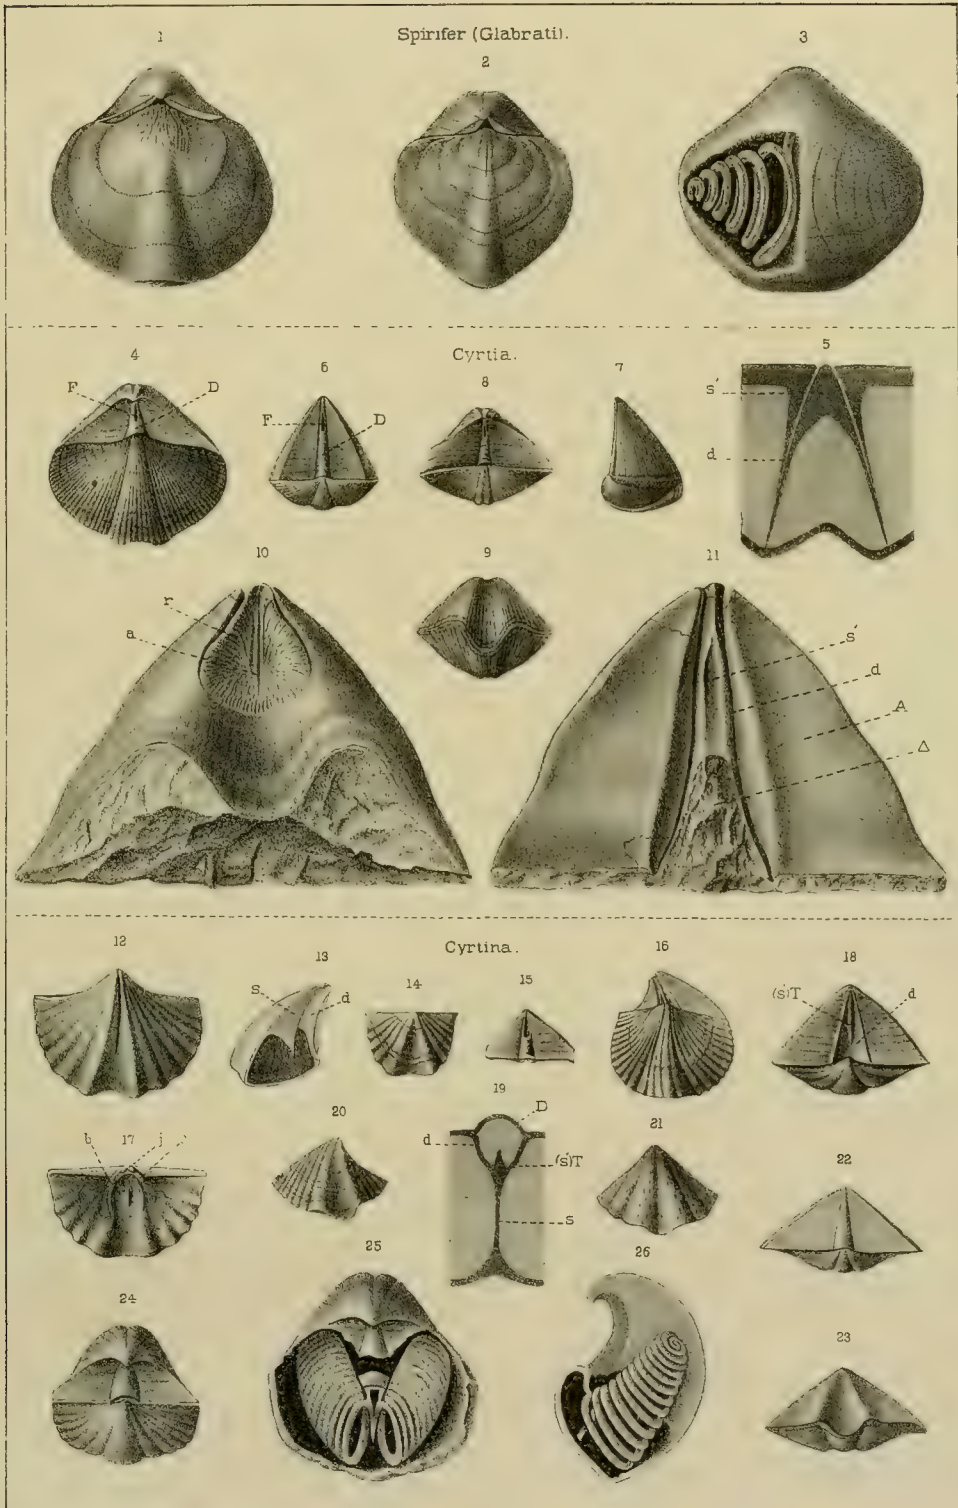 Spirifer (Glabrati).
1
2
3
Cyrtia.
4
6
8
7
5
F
D
F
D
s'
d
10
9
11
r
a
s'
d
A
Δ
Cyrtina.
12
13
14
15
16
18
S
d
(s')T
d
19
20
D
d
(s')T
s
21
b
17
j
22
25
26
24
23